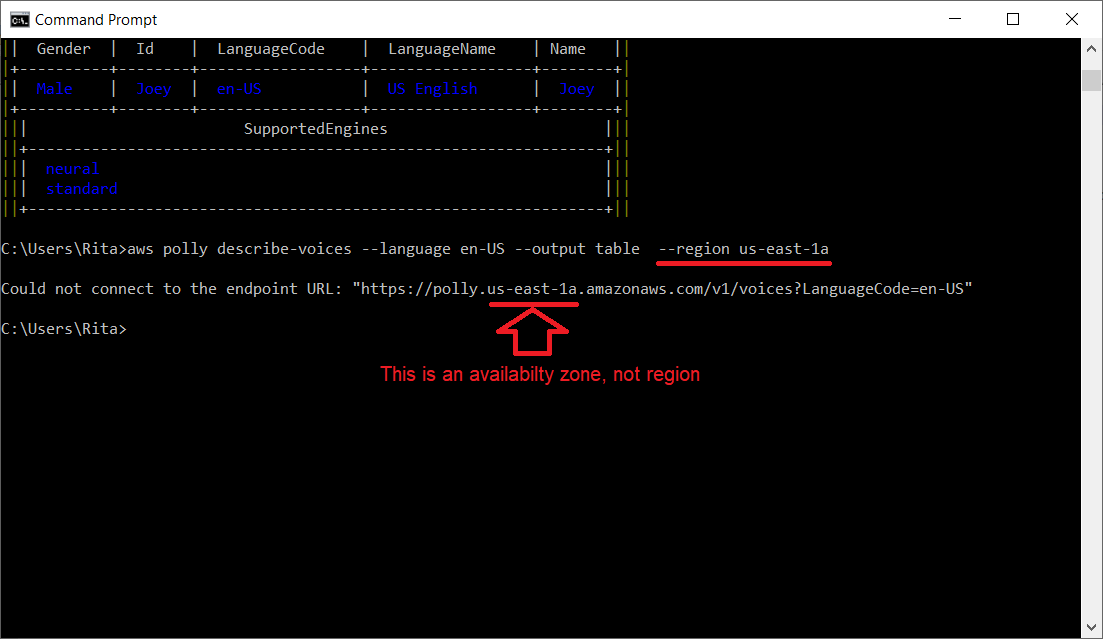 Command Prompt
|| Gender | Id | LanguageCode | LanguageName | Name ||
|+----------+--------+------------------+------------------+--------+|
|| Male | Joey | en-US | US English | Joey ||
|+----------+--------+------------------+------------------+--------+|
||| SupportedEngines |||
||+----------------------------------------------------------------+||
||| neural |||
||| standard |||
||+----------------------------------------------------------------+||
C:\Users\Rita>aws polly describe-voices --language en-US --output table  --region us-east-1a
Could not connect to the endpoint URL: "https://polly.us-east-1a.amazonaws.com/v1/voices?LanguageCode=en-US"
C:\Users\Rita>
This is an availabilty zone, not region